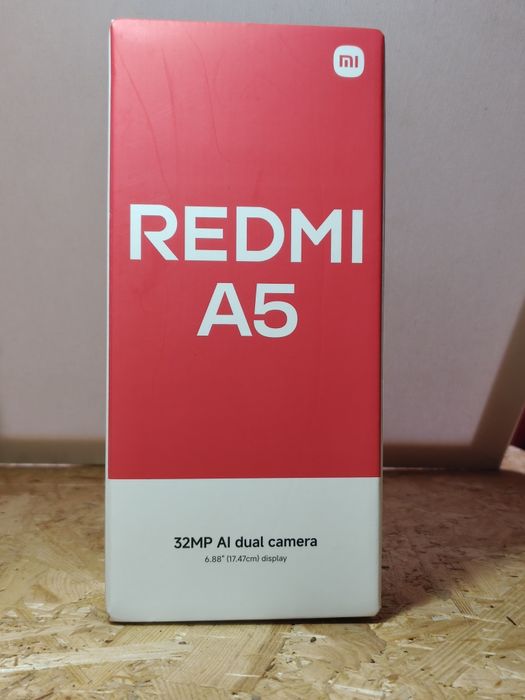 mi
REDMI
A5
32MP AI dual camera
6.88" (17.47cm) display